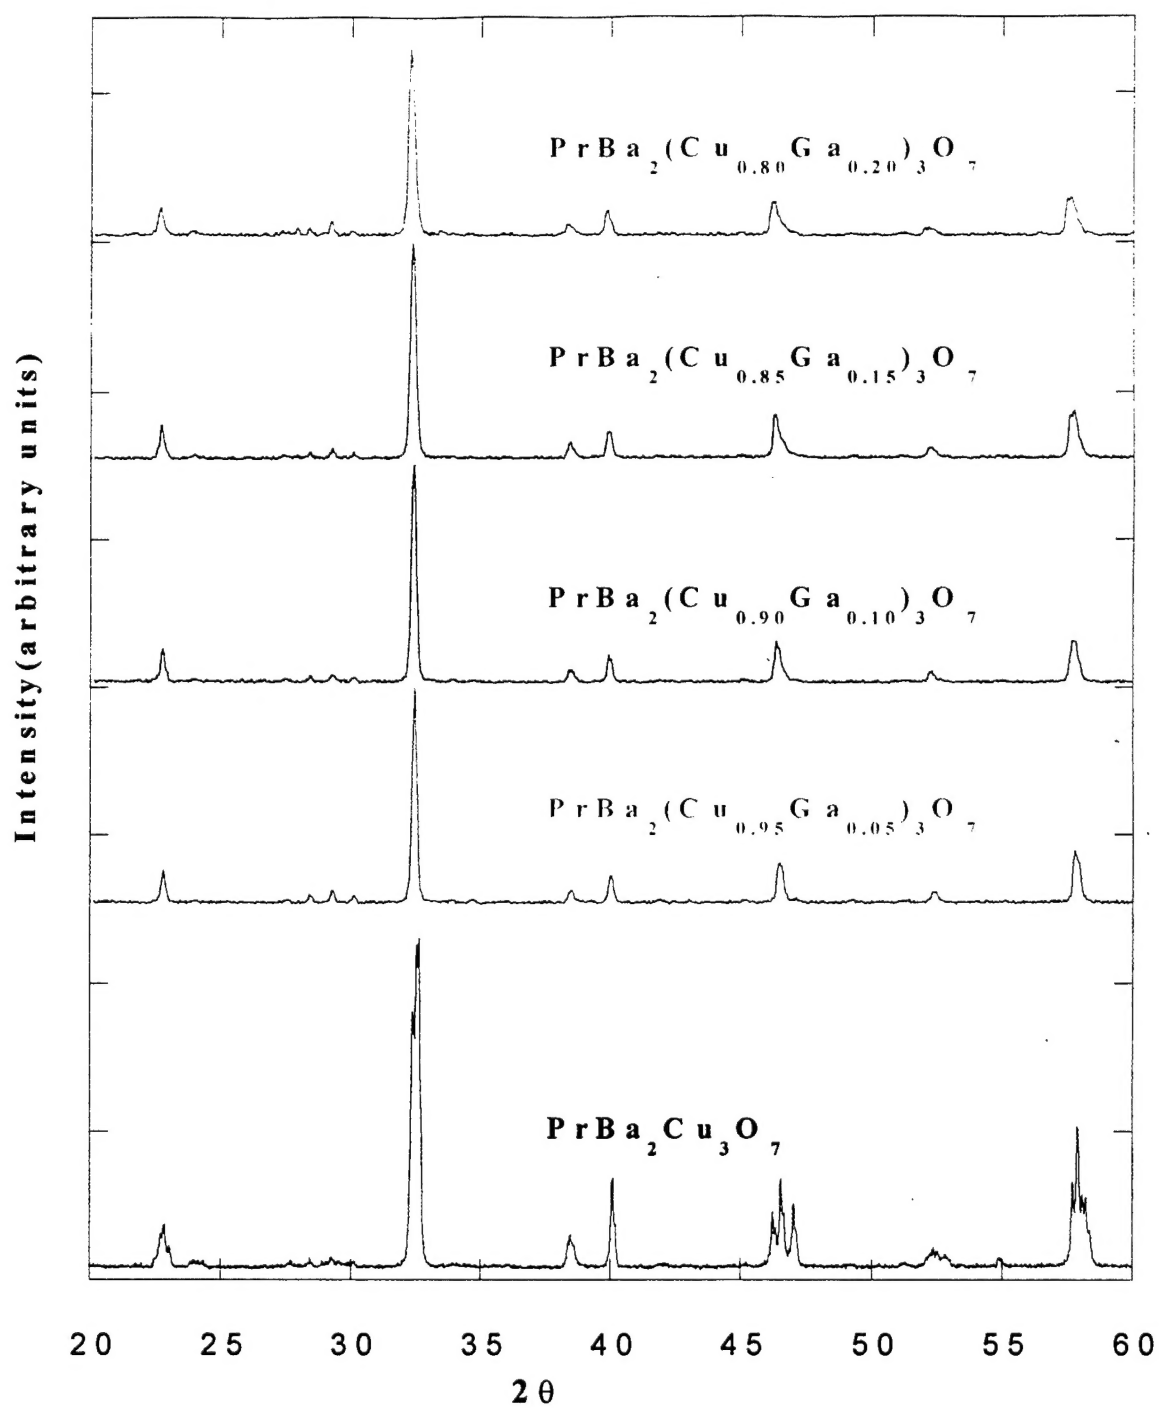 PrBa₂(Cu₀.₈₀Ga₀.₂₀)₃O₇
PrBa₂(Cu₀.₈₅Ga₀.₁₅)₃O₇
PrBa₂(Cu₀.₉₀Ga₀.₁₀)₃O₇
PrBa₂(Cu₀.₉₅Ga₀.₀₅)₃O₇
PrBa₂Cu₃O₇
Intensity(arbitrary units)
20 25 30 35 40 45 50 55 60
2θ